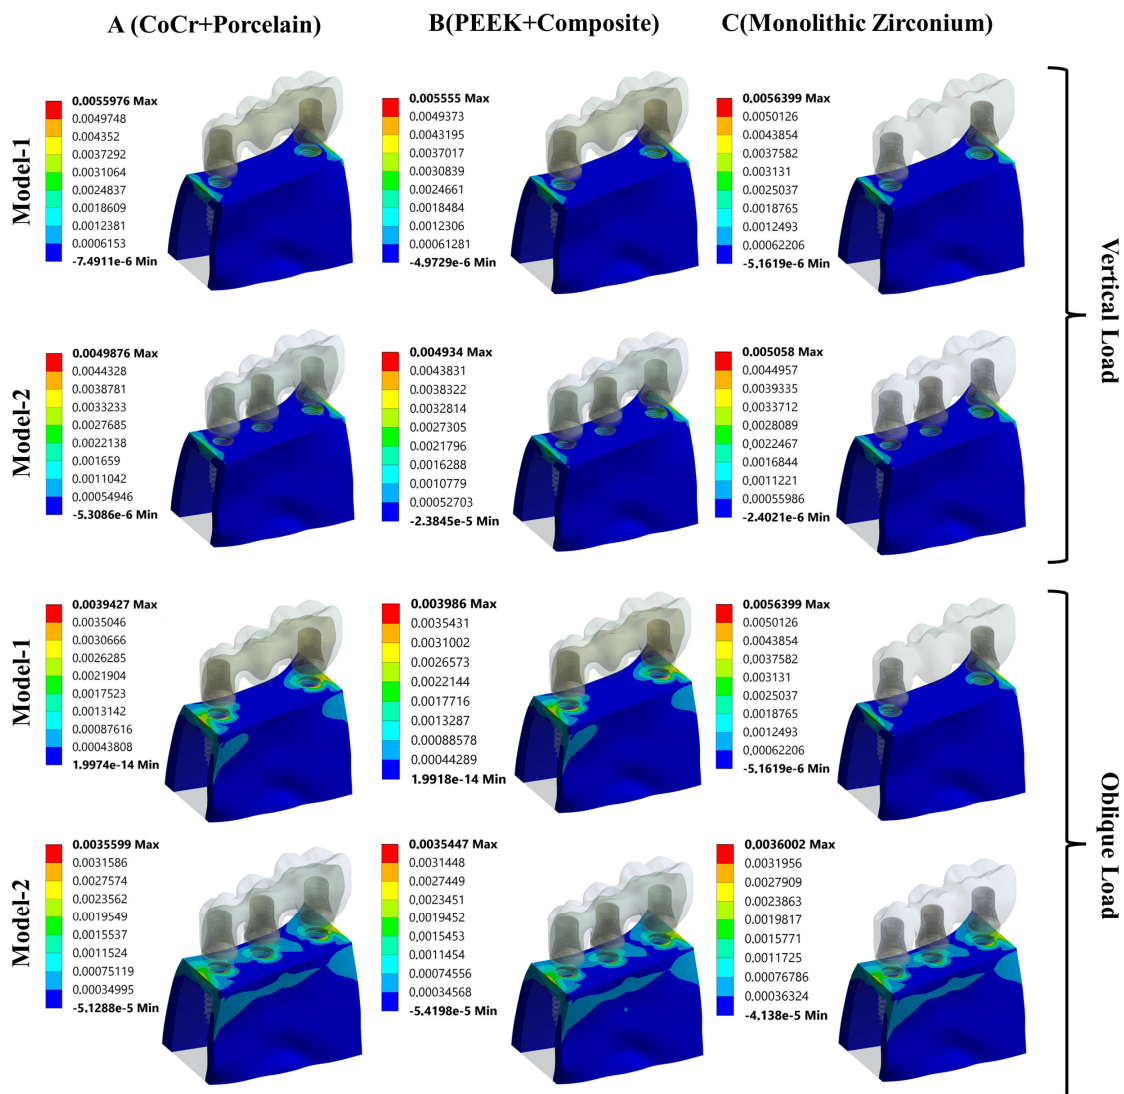 A (CoCr+Porcelain)
B(PEEK+Composite)
C(Monolithic Zirconium)
Model-1
0.0055976 Max
0.0049748
0.004352
0.0037292
0.0031064
0.0024837
0.0018609
0.0012381
0.0006153
-7.4911e-6 Min
0.005555 Max
0.0049373
0.0043195
0.0037017
0.0030839
0.0024661
0.0018484
0.0012306
0.00061281
-4.9729e-6 Min
0.0056399 Max
0.0050126
0.0043854
0.0037582
0.003131
0.0025037
0.0018765
0.0012493
0.00062206
-5.1619e-6 Min
Vertical Load
Model-2
0.0049876 Max
0.0044328
0.0038781
0.0033233
0.0027685
0.0022138
0.001659
0.0011042
0.00054946
-5.3086e-6 Min
0.004934 Max
0.0043831
0.0038322
0.0032814
0.0027305
0.0021796
0.0016288
0.0010779
0.00052703
-2.3845e-5 Min
0.005058 Max
0.0044957
0.0039335
0.0033712
0.0028089
0.0022467
0.0016844
0.0011221
0.00055986
-2.4021e-6 Min
Model-1
0.0039427 Max
0.0035046
0.0030666
0.0026285
0.0021904
0.0017523
0.0013142
0.00087616
0.00043808
1.9974e-14 Min
0.003986 Max
0.0035431
0.0031002
0.0026573
0.0022144
0.0017716
0.0013287
0.00088578
0.00044289
1.9918e-14 Min
0.0056399 Max
0.0050126
0.0043854
0.0037582
0.003131
0.0025037
0.0018765
0.0012493
0,00062206
-5.1619e-6 Min
Oblique Load
Model-2
0.0035599 Max
0.0031586
0.0027574
0.0023562
0.0019549
0.0015537
0.0011524
0.00075119
0.00034995
-5.1288e-5 Min
0.0035447 Max
0.0031448
0.0027449
0.0023451
0.0019452
0.0015453
0.0011454
0.00074556
0.00034568
-5.4198e-5 Min
0.0036002 Max
0.0031956
0.0027909
0.0023863
0.0019817
0.0015771
0.0011725
0.00076786
0.00036324
-4.138e-5 Min